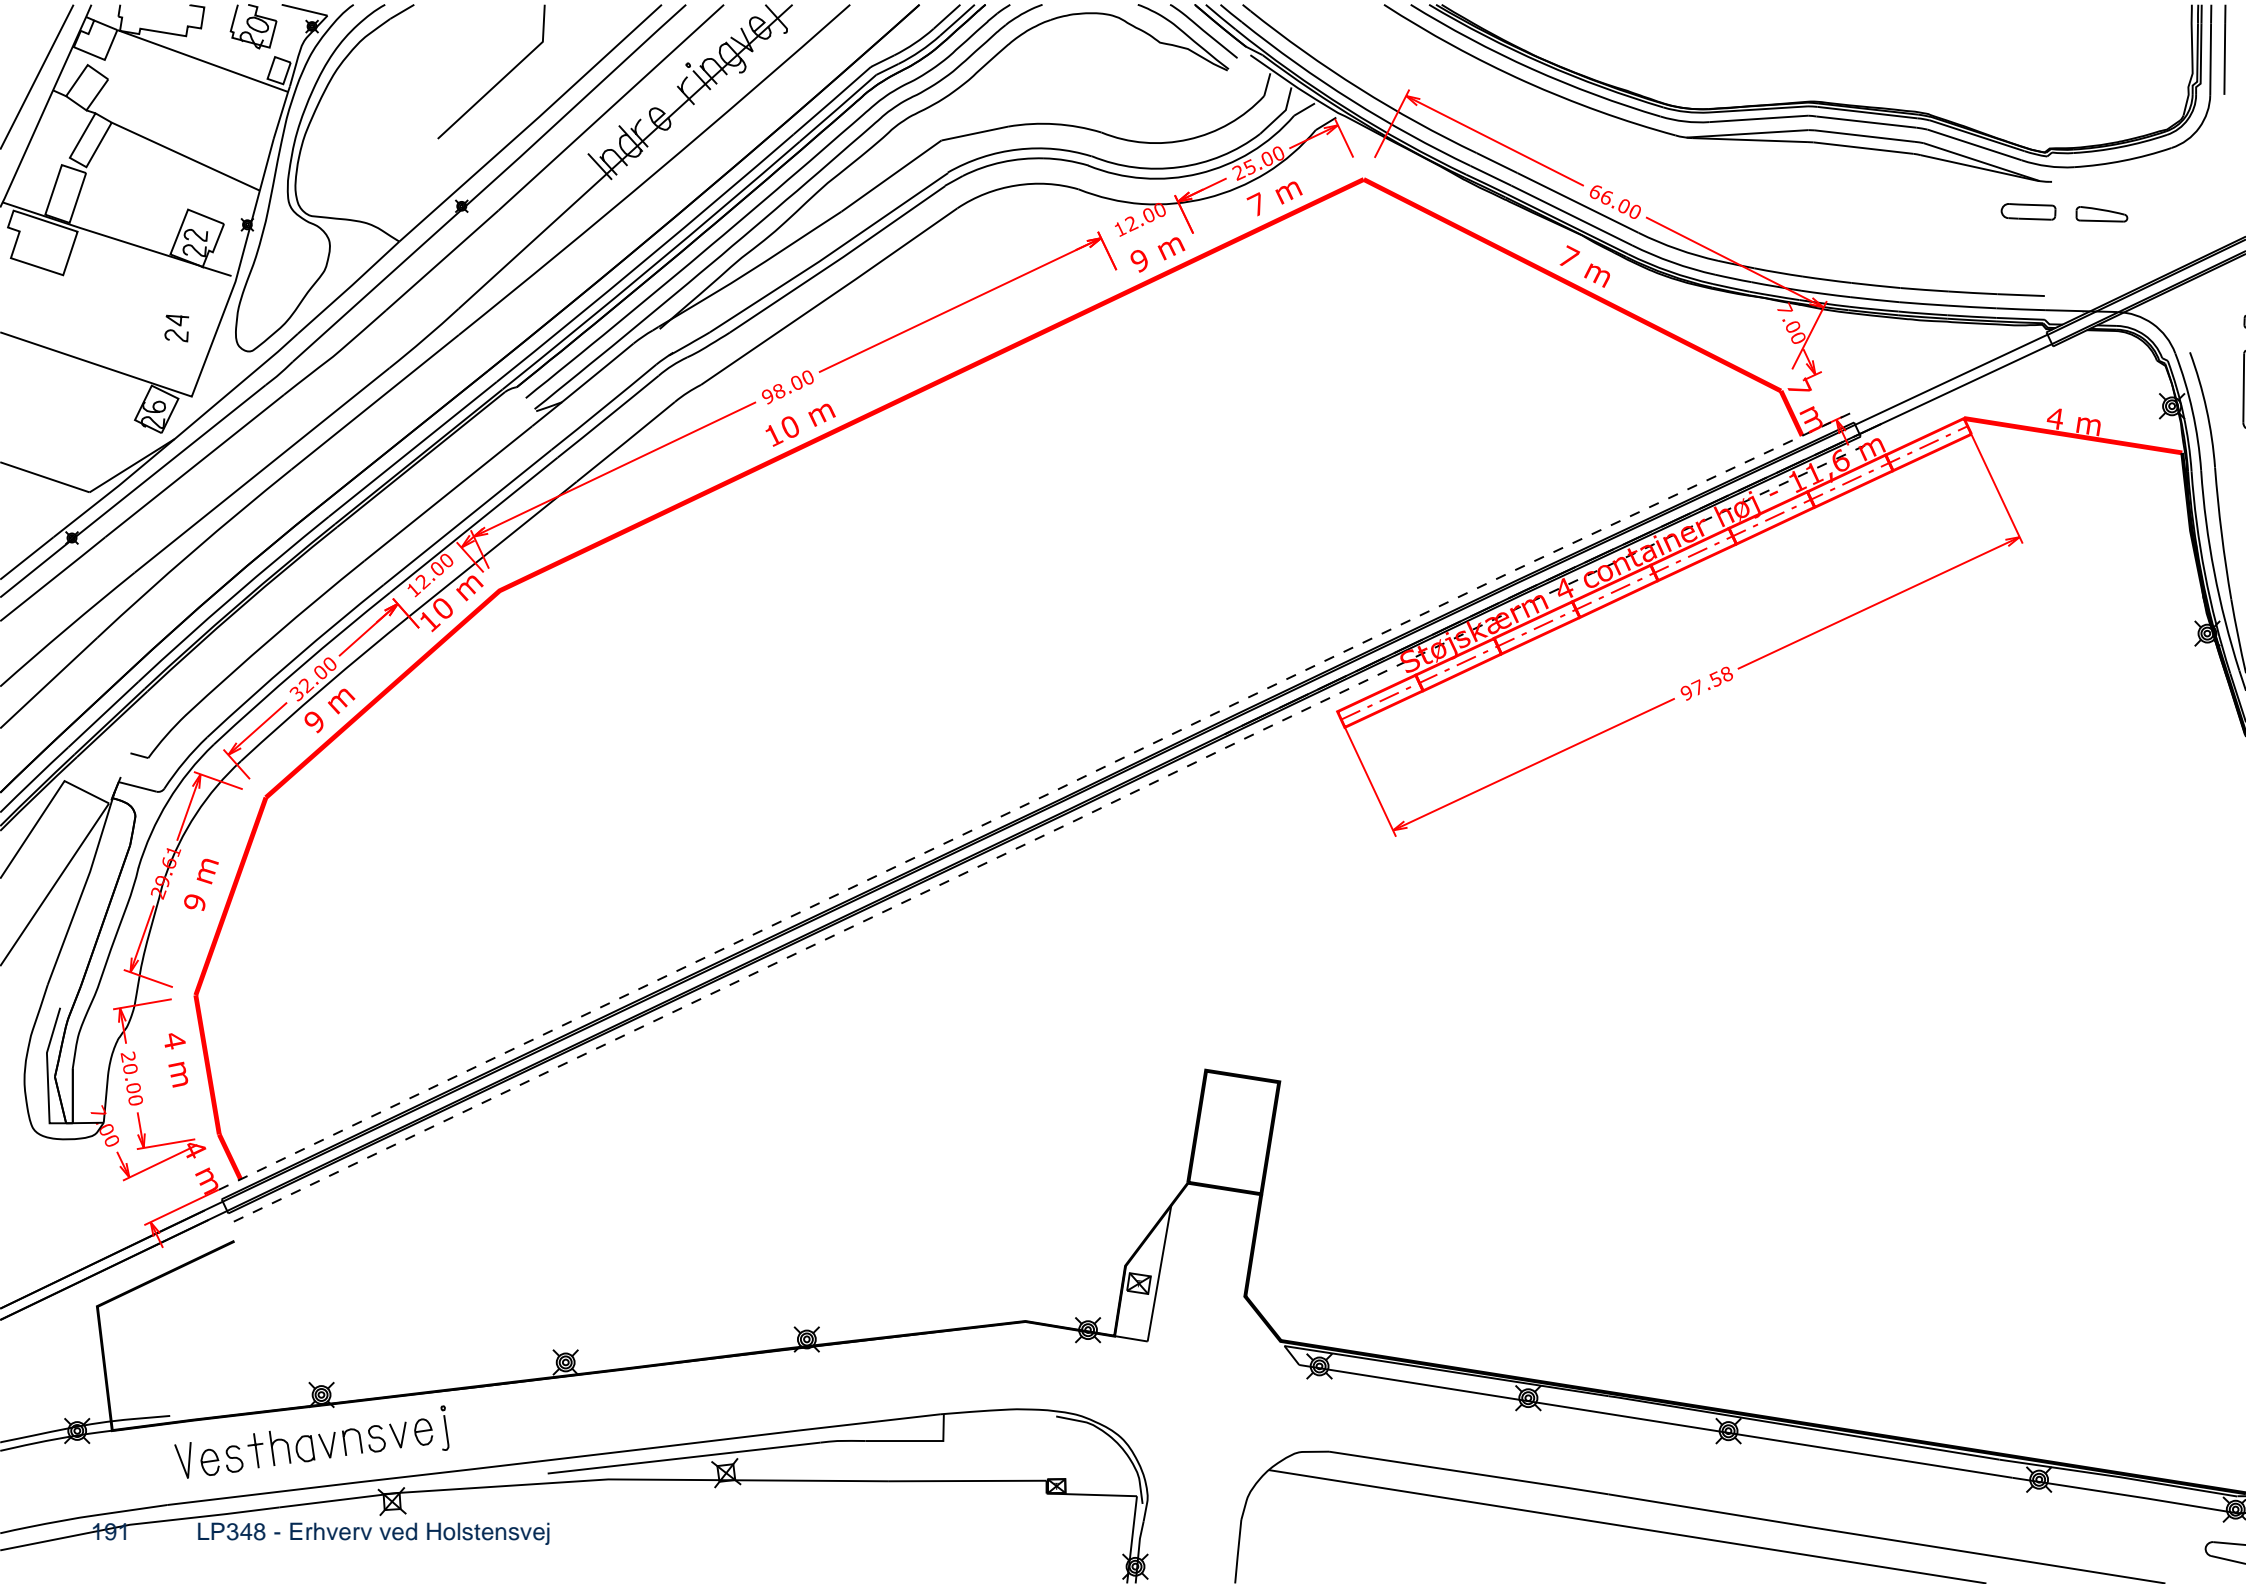 20
Indre ringvej
22
24
26
66.00
25.00
7 m
12.00
9 m
7 m
7.00
7 m
98.00
10 m
4 m
Støjskærm 4 container høj - 11,6 m
97.58
12.00
10 m
32.00
9 m
29.61
9 m
4 m
20.00
7.00
4 m
Vesthavnsvej
191 LP348 - Erhverv ved Holstensvej